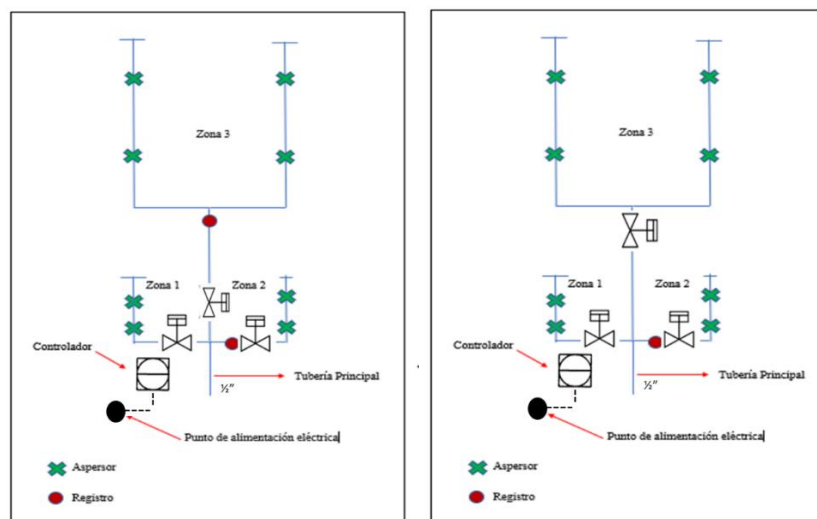 Zona 3
Zona 1
Zona 2
Controlador
½”
Tubería Principal
Punto de alimentación eléctrica
Aspersor
Registro
Zona 3
Zona 1
Zona 2
Controlador
½”
Tubería Principal
Punto de alimentación eléctrica
Aspersor
Registro